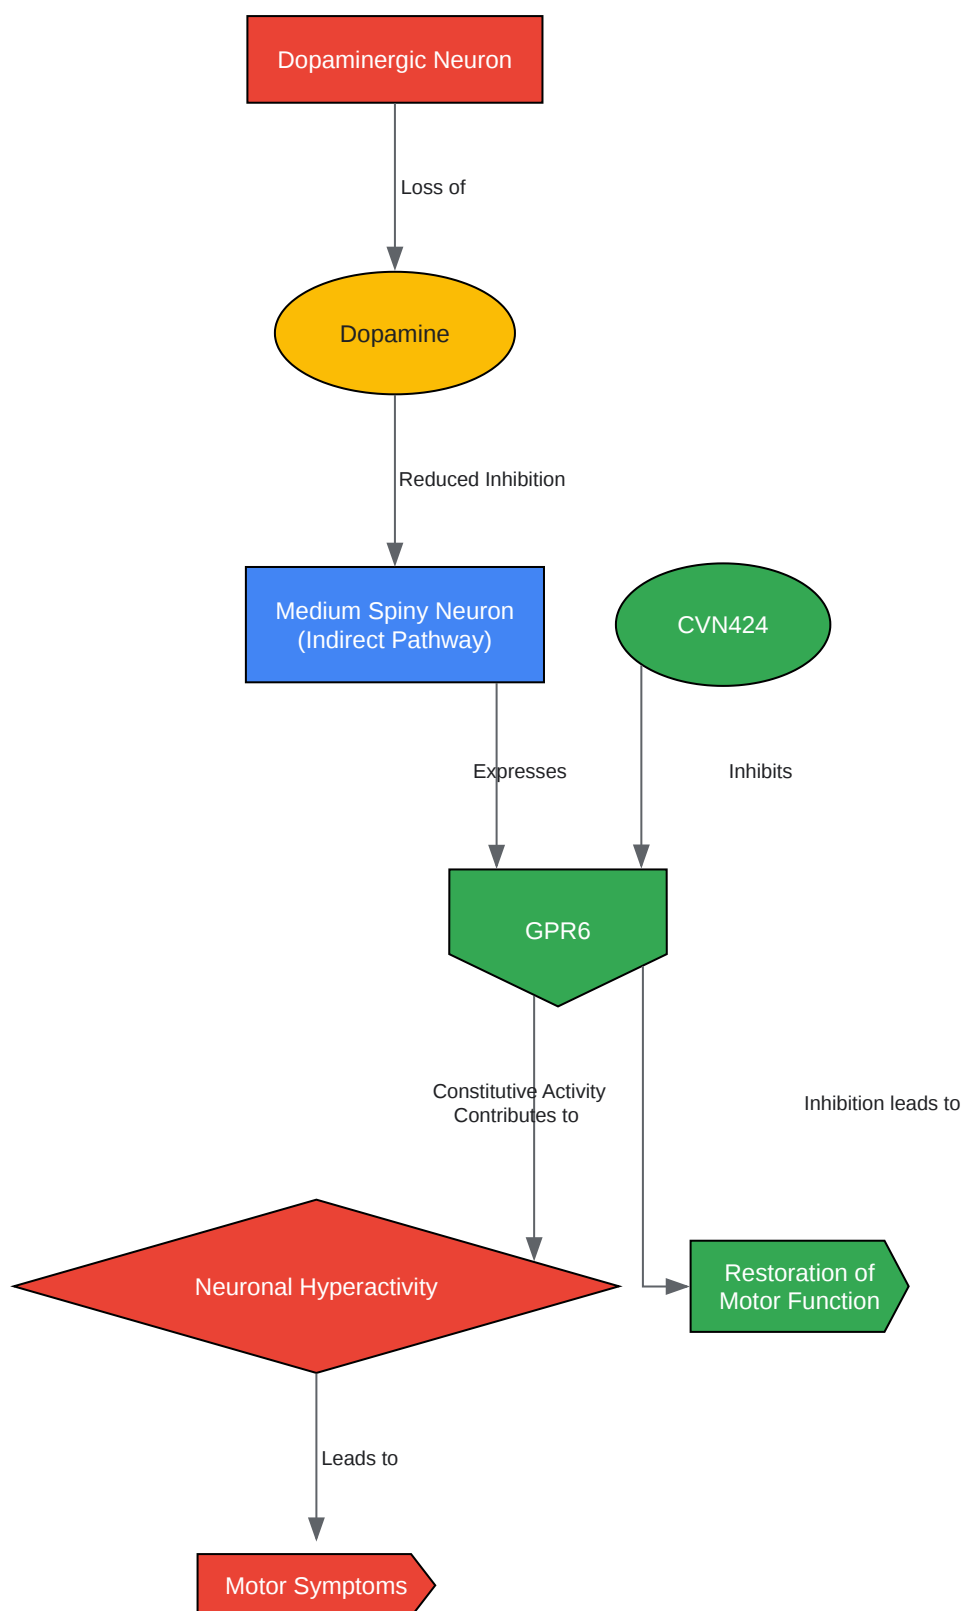 Dopaminergic Neuron
Loss of
Dopamine
Reduced Inhibition
Medium Spiny Neuron
(Indirect Pathway)
CVN424
Expresses
Inhibits
GPR6
Constitutive Activity
Contributes to
Inhibition leads to
Neuronal Hyperactivity
Restoration of
Motor Function
Leads to
Motor Symptoms